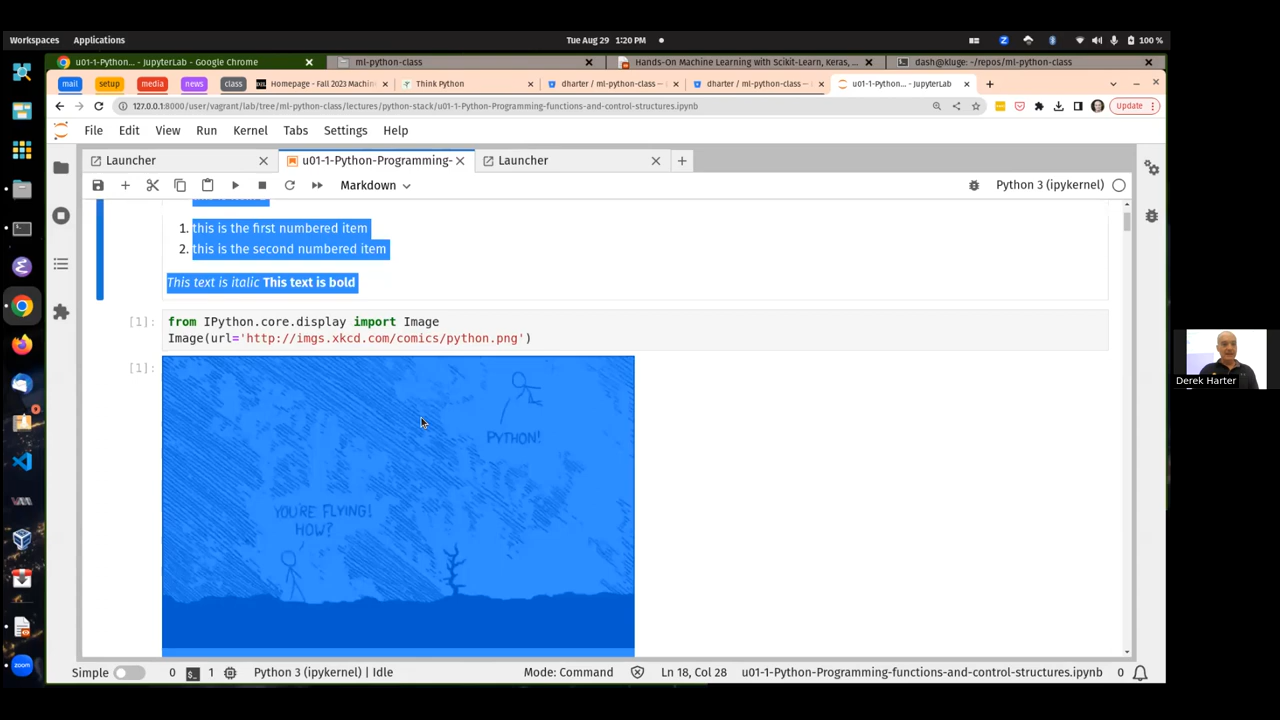 Workspaces Applications Tue Aug 29 1:20 PM 100 %
u01-1-Python... - JupyterLab - Google Chrome ml-python-class Hands-On Machine Learning with Scikit-Learn, Keras, ... dash@kluge: ~/repos/ml-python-class
mail setup media news class Homepage - Fall 2023 Machin Think Python dharter / ml-python-class — dharter / ml-python-class — u01-1-Python... - JupyterLab
127.0.0.1:8000/user/vagrant/lab/tree/ml-python-class/lectures/python-stack/u01-1-Python-Programming-functions-and-control-structures.ipynb Update
File Edit View Run Kernel Tabs Settings Help
Launcher u01-1-Python-Programming- Launcher
Markdown Python 3 (ipykernel)
1. this is the first numbered item
2. this is the second numbered item
This text is italic This text is bold
[1]: from IPython.core.display import Image
Image(url='http://imgs.xkcd.com/comics/python.png')
[1]:
PYTHON!
YOU'RE FLYING!
HOW?
Derek Harter
Simple 0 1 Python 3 (ipykernel) | Idle Mode: Command Ln 18, Col 28 u01-1-Python-Programming-functions-and-control-structures.ipynb 0
zoom